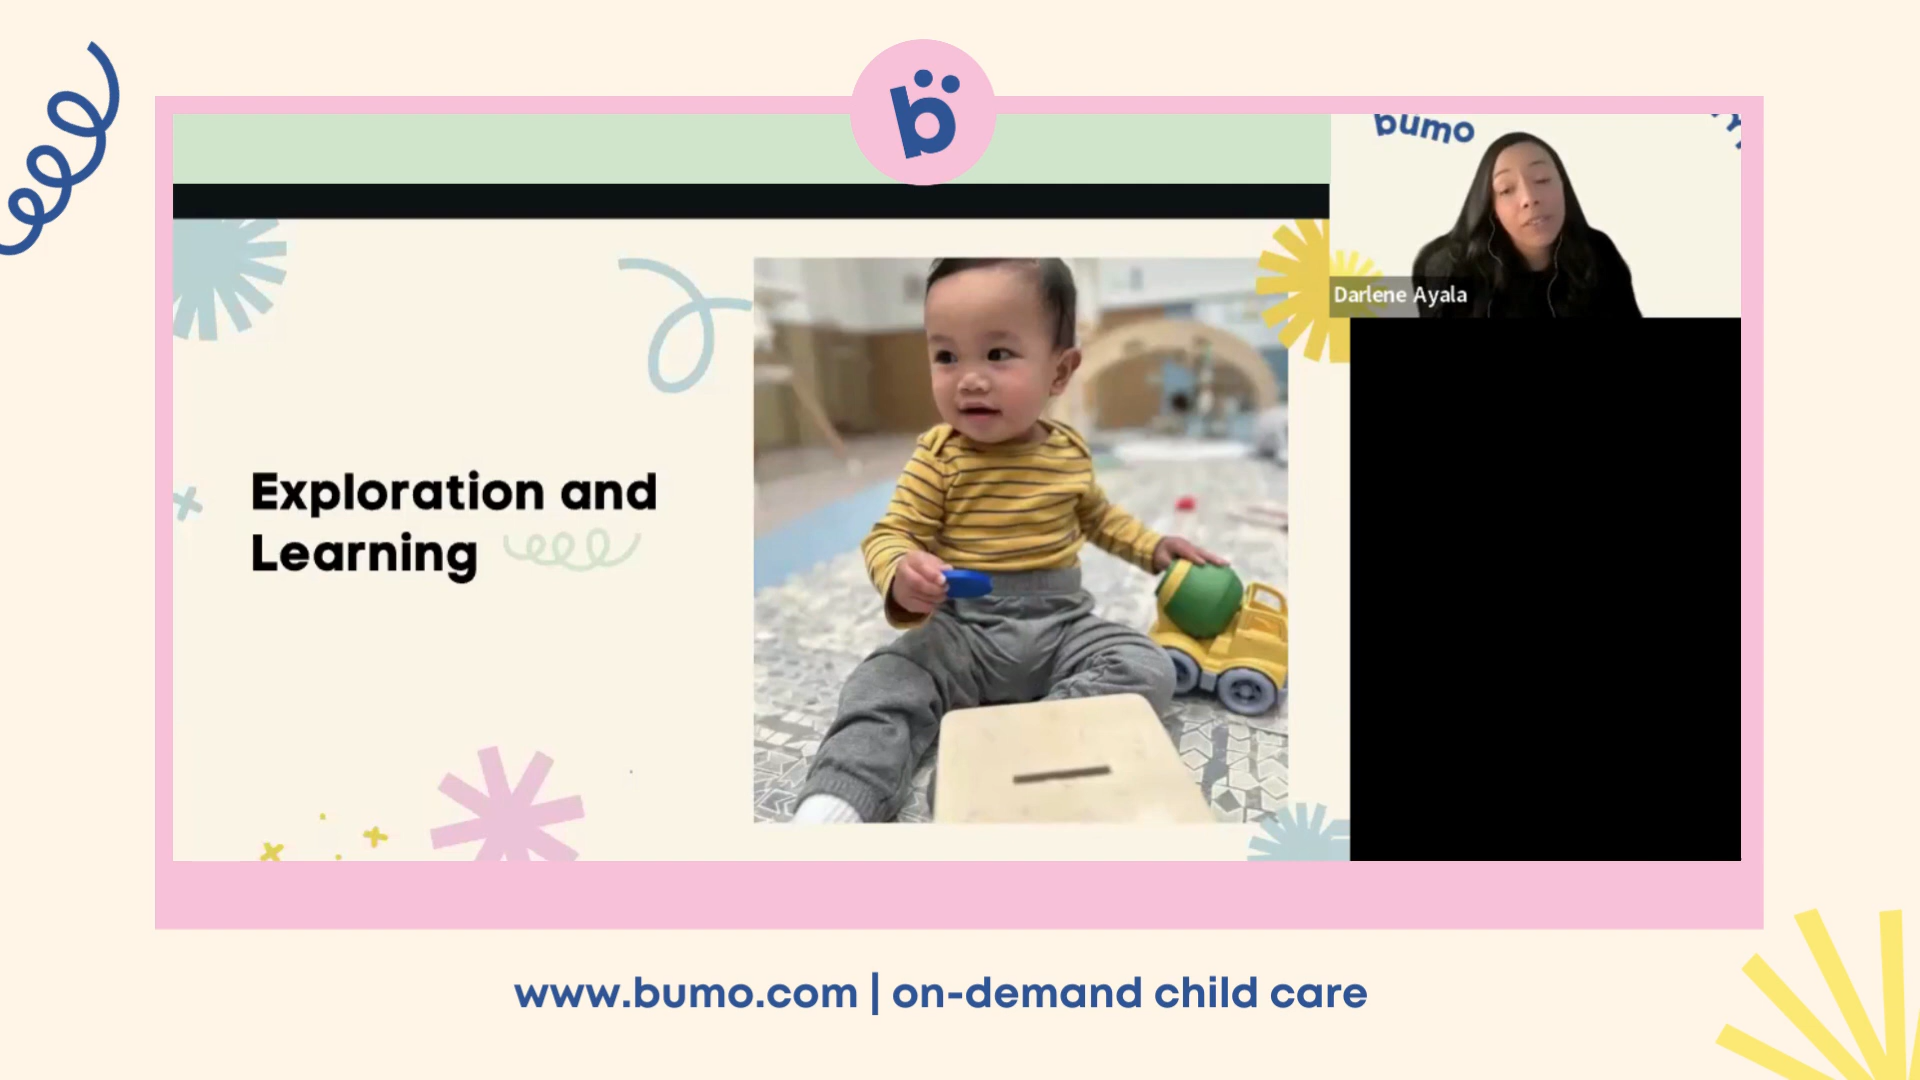 b
bumo
Darlene Ayala
Exploration and
Learning
www.bumo.com | on-demand child care